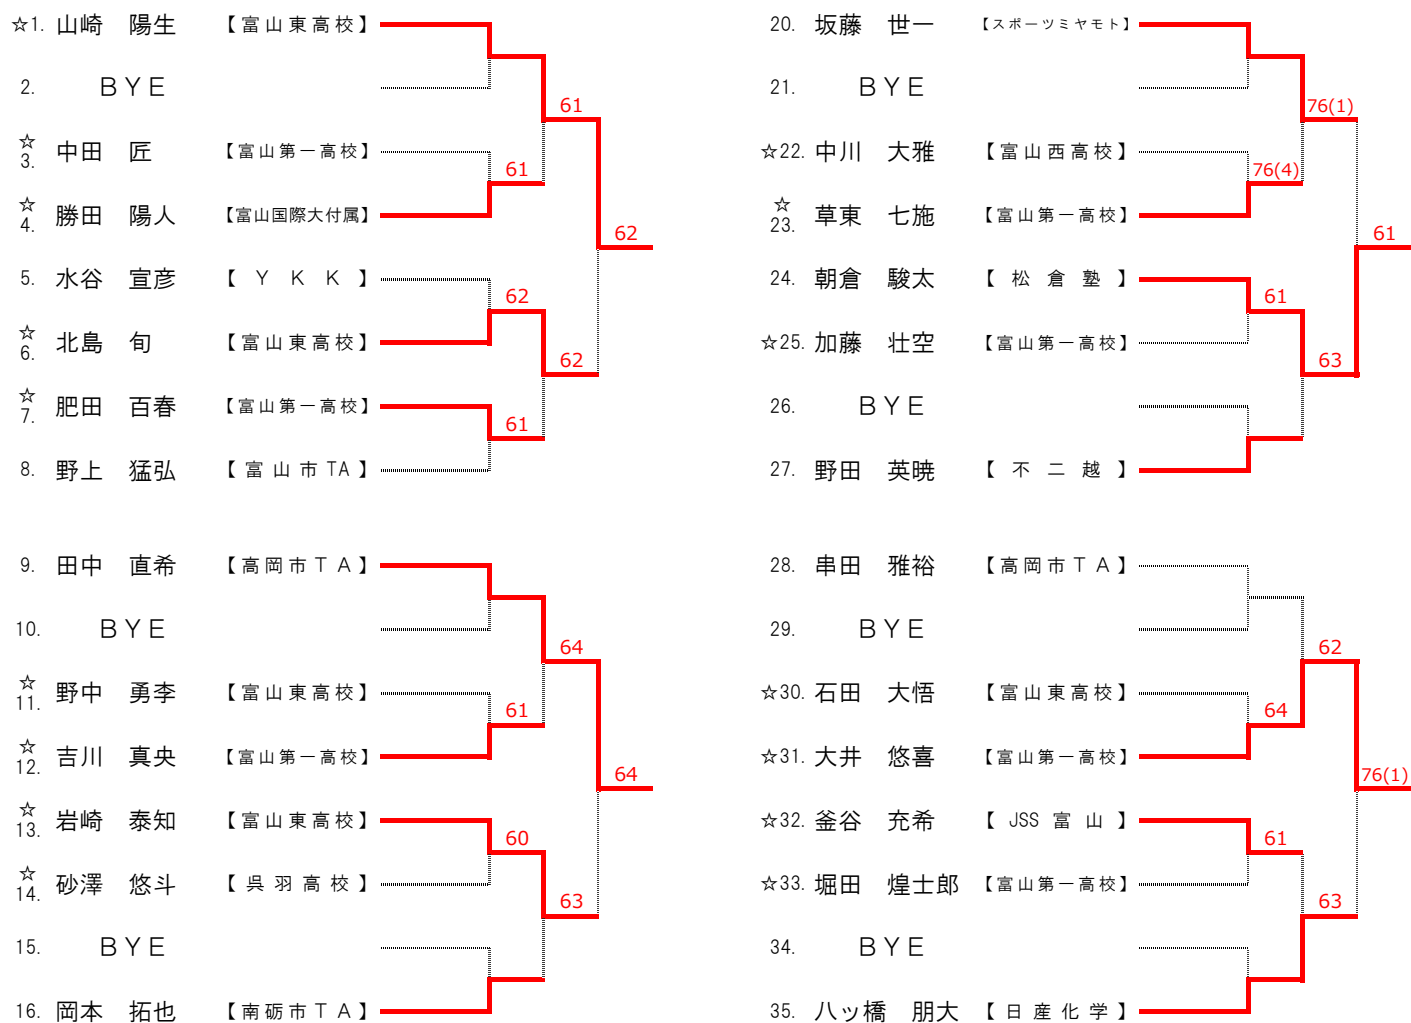 ☆1. 山崎 陽生 【富山東高校】
2. BYE
61
☆3. 中田 匠 【富山第一高校】
61
☆4. 勝田 陽人 【富山国際大付属】
62
5. 水谷 宣彦 【YKK】
62
☆6. 北島 旬 【富山東高校】
62
☆7. 肥田 百春 【富山第一高校】
61
8. 野上 猛弘 【富山市TA】
9. 田中 直希 【高岡市TA】
10. BYE
64
☆11. 野中 勇李 【富山東高校】
61
☆12. 吉川 真央 【富山第一高校】
64
☆13. 岩崎 泰知 【富山東高校】
60
☆14. 砂澤 悠斗 【呉羽高校】
63
15. BYE
16. 岡本 拓也 【南砺市TA】
20. 坂藤 世一 【スポーツミヤモト】
21. BYE
76(1)
☆22. 中川 大雅 【富山西高校】
76(4)
☆23. 草東 七施 【富山第一高校】
61
24. 朝倉 駿太 【松倉塾】
61
☆25. 加藤 壮空 【富山第一高校】
63
26. BYE
27. 野田 英暁 【不二越】
28. 串田 雅裕 【高岡市TA】
29. BYE
62
☆30. 石田 大悟 【富山東高校】
64
☆31. 大井 悠喜 【富山第一高校】
76(1)
☆32. 釜谷 充希 【JSS富山】
61
☆33. 堀田 煌士郎 【富山第一高校】
63
34. BYE
35. 八ッ橋 朋大 【日産化学】